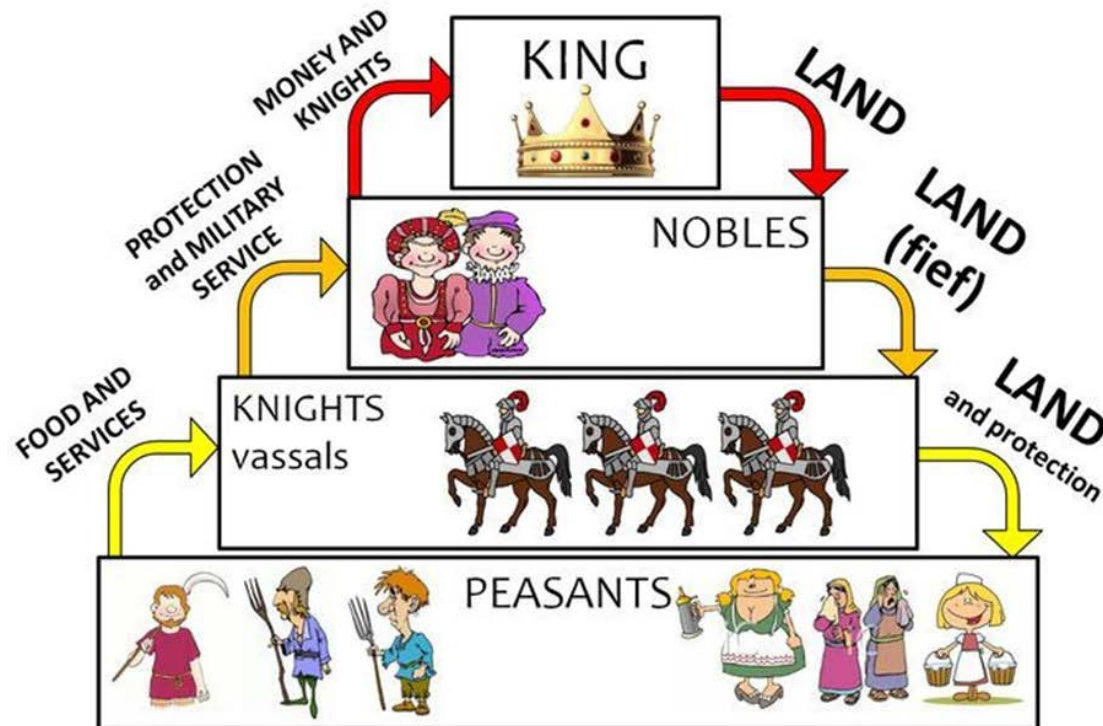 MONEY AND
KNIGHTS
KING
LAND
PROTECTION
and MILITARY
SERVICE
NOBLES
LAND
(fief)
FOOD AND
SERVICES
KNIGHTS
vassals
LAND
and protection
PEASANTS